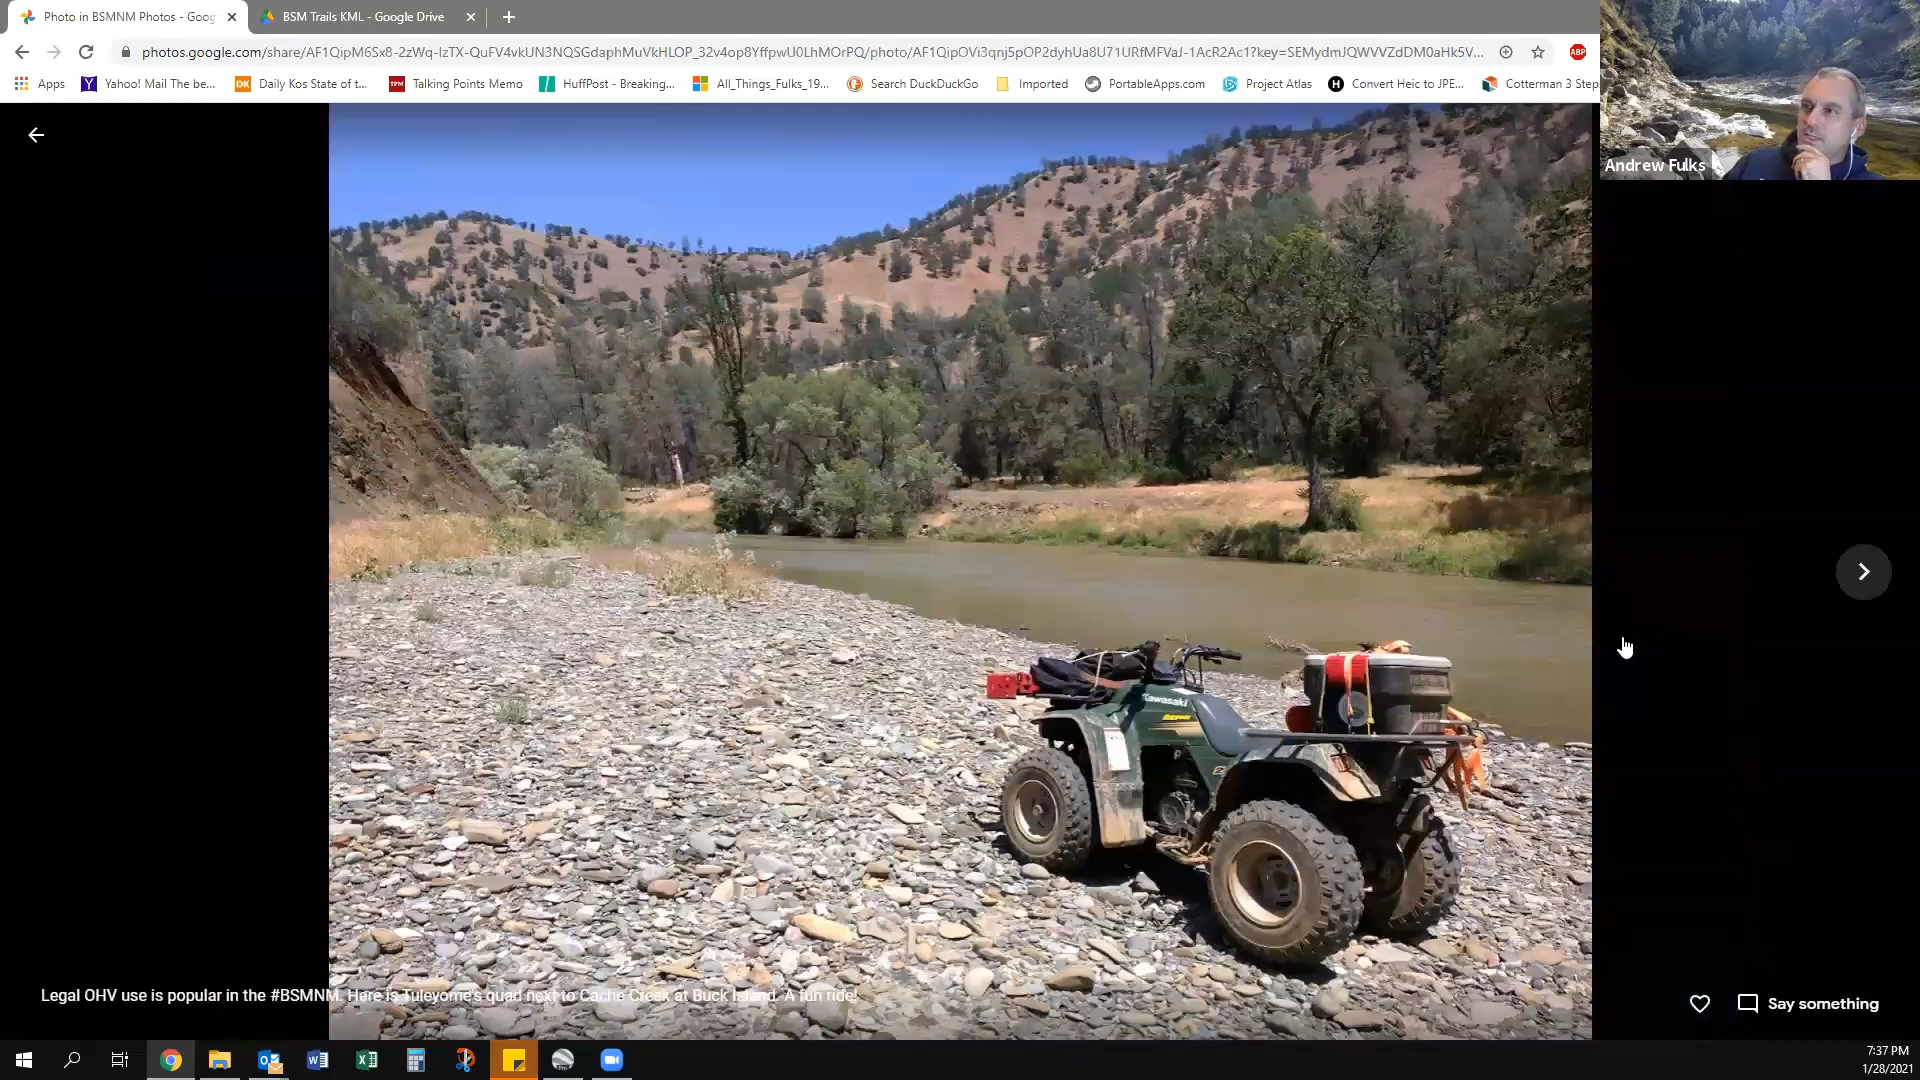 Photo in BSMNM Photos - Goog
BSM Trails KML - Google Drive
photos.google.com/share/AF1QipM6Sx8-2zWq-IzTX-QuFV4vkUN3NQSGdaphMuVkHLOP_32v4op8YffpwU0LhMOrPQ/photo/AF1QipOVi3qnj5pOP2dyhUa8U71URfMFVaJ-1AcR2Ac1?key=SEMydmJQWVVZdDM0aHk5V...
ABP
Apps
Yahoo! Mail The be...
DK Daily Kos State of t...
TPM Talking Points Memo
HuffPost - Breaking...
All_Things_Fulks_19...
Search DuckDuckGo
Imported
PortableApps.com
Project Atlas
H Convert Heic to JPE...
Cotterman 3 Step
Andrew Fulks
Kawasaki
Legal OHV use is popular in the #BSMNM. Here is Tuleyome's quad next to Cache Creek at Buck Island. A fun ride!
Say something
7:37 PM
1/28/2021